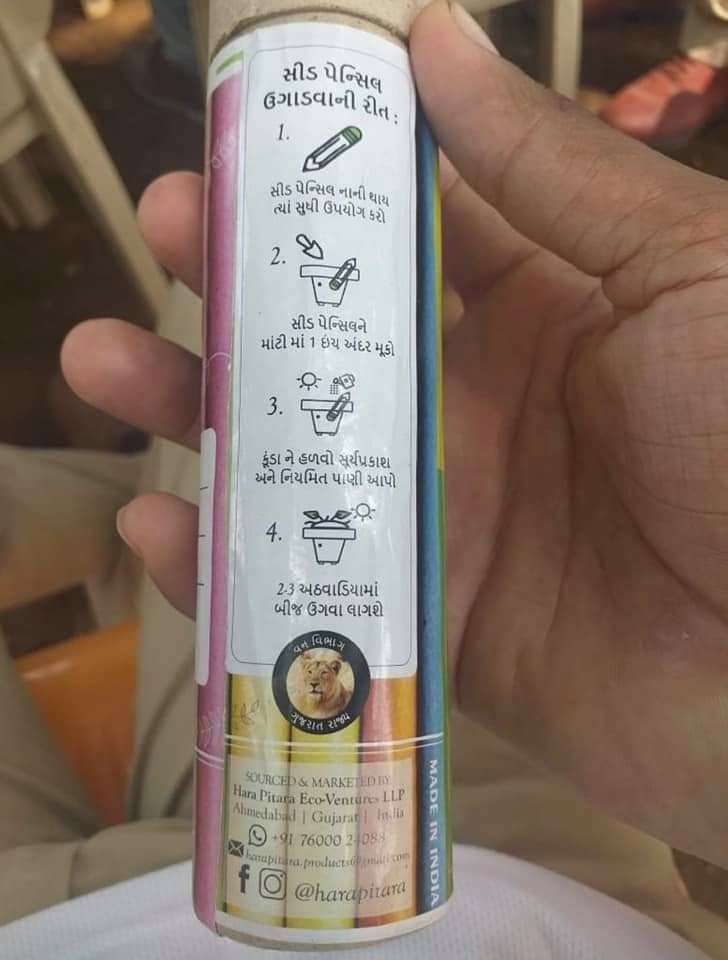 સીડ પેન્સિલ
ઉગાડવાની રીત :
1.
સીડ પેન્સિલ નાની થાય
ત્યાં સુધી ઉપયોગ કરો
2.
સીડ પેન્સિલને
માંટી માં 1 ઇંચ અંદર મૂકો
3.
કૂંડા ને હળવો સૂર્યપ્રકાશ
અને નિયમિત પાણી આપો
4.
2-3 અઠવાડિયામાં
બીજ ઉગવા લાગશે
વન વિભાગ
ગુજરાત રાજ્ય
SOURCED & MARKETED BY:
Hara Pitara Eco-Ventures LLP
Ahmedabad | Gujarat | India
+91 76000
@harapitara
MADE IN INDIA